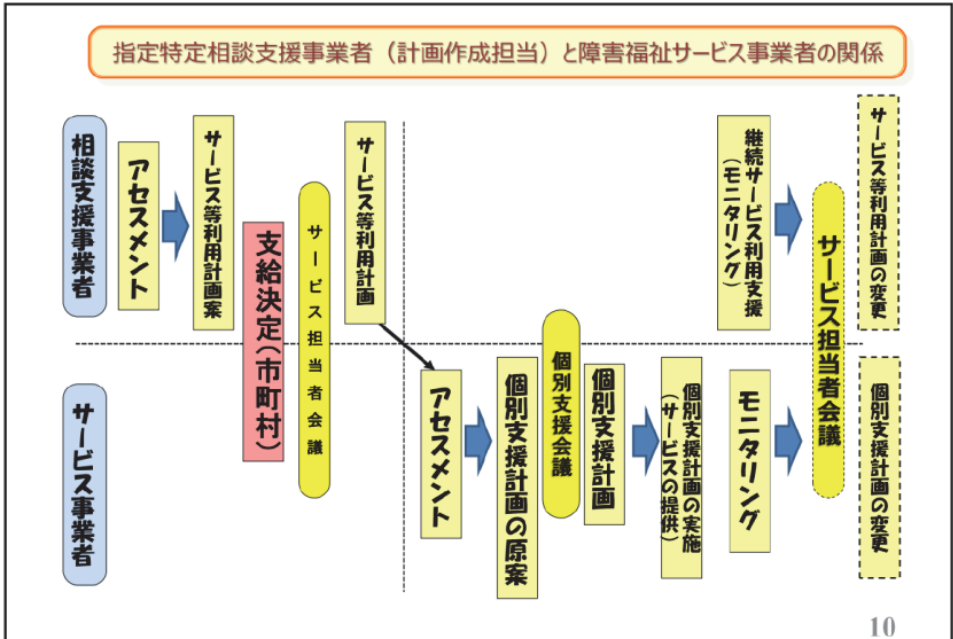 指定特定相談支援事業者（計画作成担当）と障害福祉サービス事業者の関係
相談支援事業者
アセスメント
サービス等利用計画案
支給決定（市町村）
サービス担当者会議
サービス等利用計画
継続サービス利用支援
（モニタリング）
サービス担当者会議
サービス等利用計画の変更
サービス事業者
アセスメント
個別支援計画の原案
個別支援会議
個別支援計画
個別支援計画の実施
（サービスの提供）
モニタリング
個別支援計画の変更
10